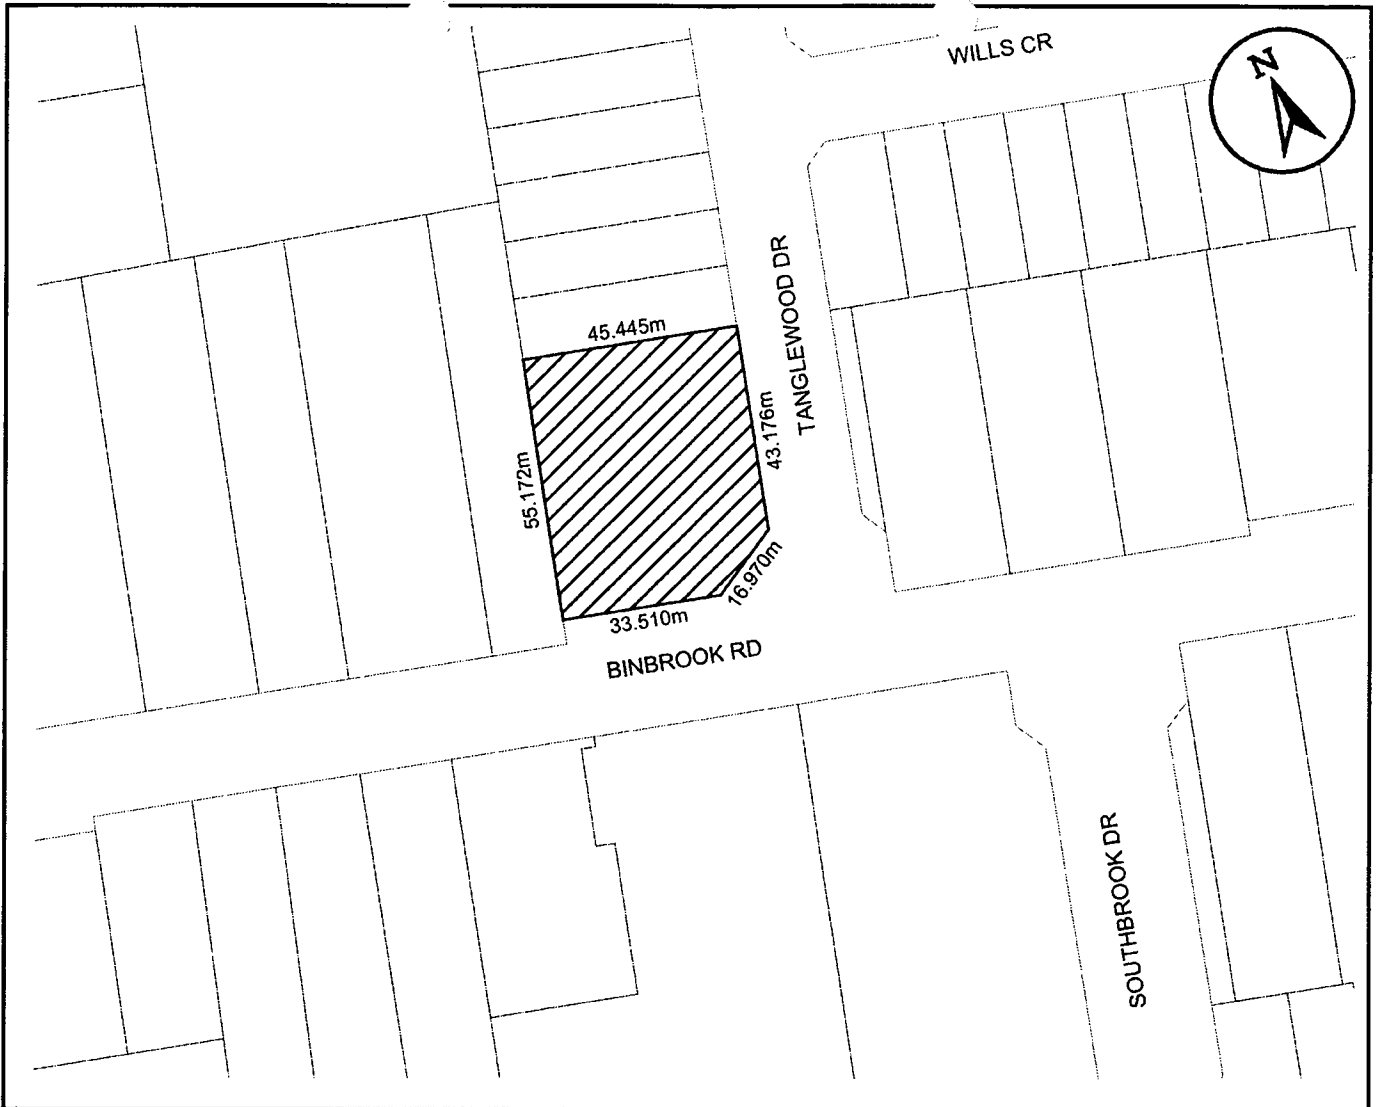 WILLS CR
N
TANGLEWOOD DR
45.445m
43.176m
55.172m
16.970m
33.510m
BINBROOK RD
SOUTHBROOK DR